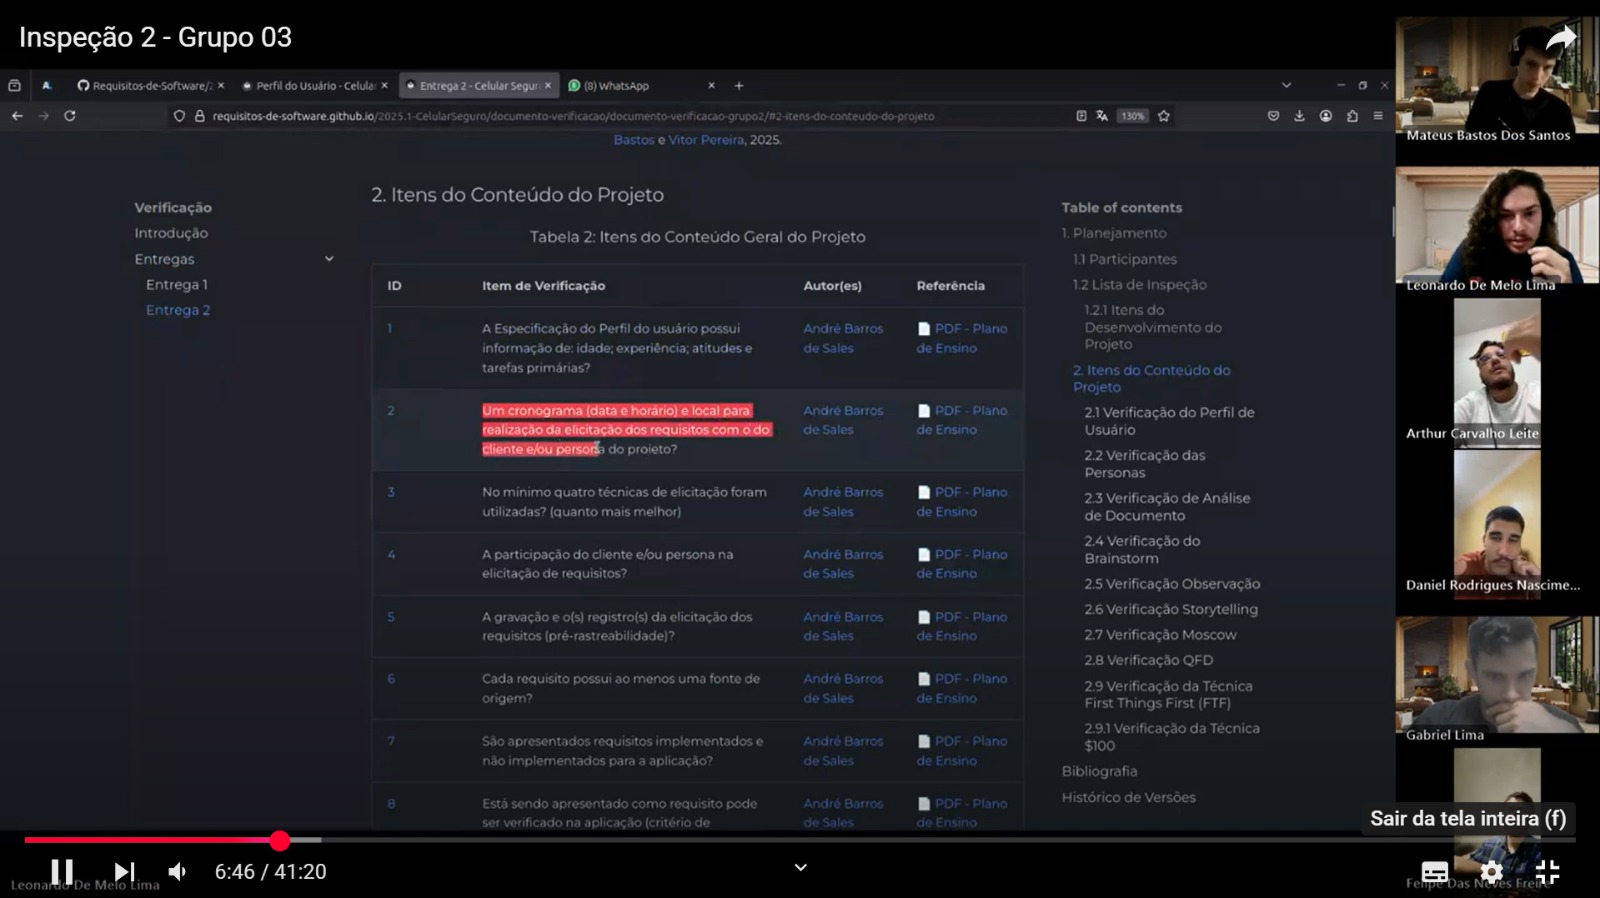 Inspeção 2 - Grupo 03
Requisitos-de-Software/2
Perfil do Usuário - Celular
Entrega 2 - Celular Segur
(8) WhatsApp
requisitos-de-software.github.io/2025.1-CelularSeguro/documento-verificacao/documento-verificacao-grupo2/#2-itens-do-conteudo-do-projeto
130%
Bastos e Vitor Pereira, 2025.
Verificação
Introdução
Entregas
Entrega 1
Entrega 2
2. Itens do Conteúdo do Projeto
Tabela 2: Itens do Conteúdo Geral do Projeto
ID Item de Verificação Autor(es) Referência
1 A Especificação do Perfil do usuário possui André Barros PDF - Plano
informação de: idade; experiência; atitudes e de Sales de Ensino
tarefas primárias?
2 Um cronograma (data e horário) e local para André Barros PDF - Plano
realização da elicitação dos requisitos com o do de Sales de Ensino
cliente e/ou persona do projeto?
3 No mínimo quatro técnicas de elicitação foram André Barros PDF - Plano
utilizadas? (quanto mais melhor) de Sales de Ensino
4 A participação do cliente e/ou persona na André Barros PDF - Plano
elicitação de requisitos? de Sales de Ensino
5 A gravação e o(s) registro(s) da elicitação dos André Barros PDF - Plano
requisitos (pré-rastreabilidade)? de Sales de Ensino
6 Cada requisito possui ao menos uma fonte de André Barros PDF - Plano
origem? de Sales de Ensino
7 São apresentados requisitos implementados e André Barros PDF - Plano
não implementados para a aplicação? de Sales de Ensino
8 Está sendo apresentado como requisito pode André Barros PDF - Plano
ser verificado na aplicação (critério de de Sales de Ensino
Table of contents
1. Planejamento
1.1 Participantes
1.2 Lista de Inspeção
1.2.1 Itens do
Desenvolvimento do
Projeto
2. Itens do Conteúdo do
Projeto
2.1 Verificação do Perfil de
Usuário
2.2 Verificação das
Personas
2.3 Verificação de Análise
de Documento
2.4 Verificação do
Brainstorm
2.5 Verificação Observação
2.6 Verificação Storytelling
2.7 Verificação Moscow
2.8 Verificação QFD
2.9 Verificação da Técnica
First Things First (FTF)
2.9.1 Verificação da Técnica
$100
Bibliografia
Histórico de Versões
Mateus Bastos Dos Santos
Leonardo De Melo Lima
Arthur Carvalho Leite
Daniel Rodrigues Nascime...
Gabriel Lima
Sair da tela inteira (f)
6:46 / 41:20
Leonardo De Melo Lima
Felipe Das Neves Freire